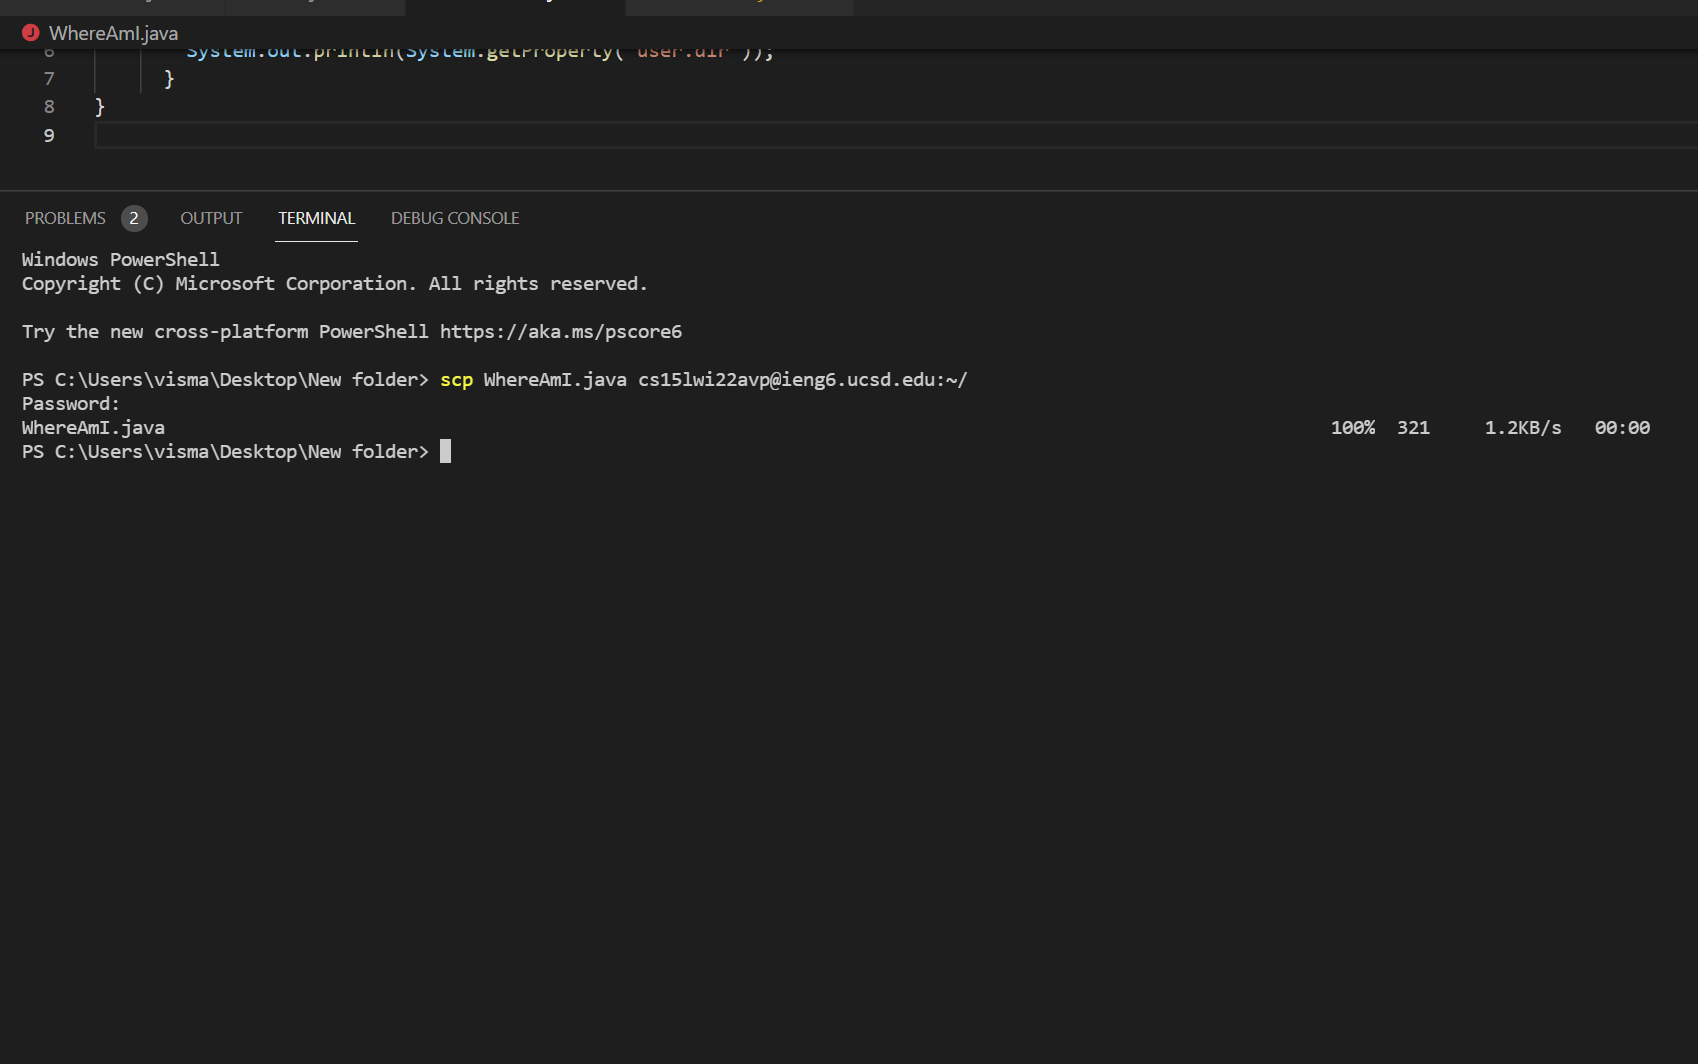 WhereAmI.java
6 System.out.println(System.getProperty("user.dir"));
7 }
8 }
9
PROBLEMS 2 OUTPUT TERMINAL DEBUG CONSOLE
Windows PowerShell
Copyright (C) Microsoft Corporation. All rights reserved.
Try the new cross-platform PowerShell https://aka.ms/pscore6
PS C:\Users\visma\Desktop\New folder> scp WhereAmI.java cs15lwi22avp@ieng6.ucsd.edu:~/
Password:
WhereAmI.java 100% 321 1.2KB/s 00:00
PS C:\Users\visma\Desktop\New folder>